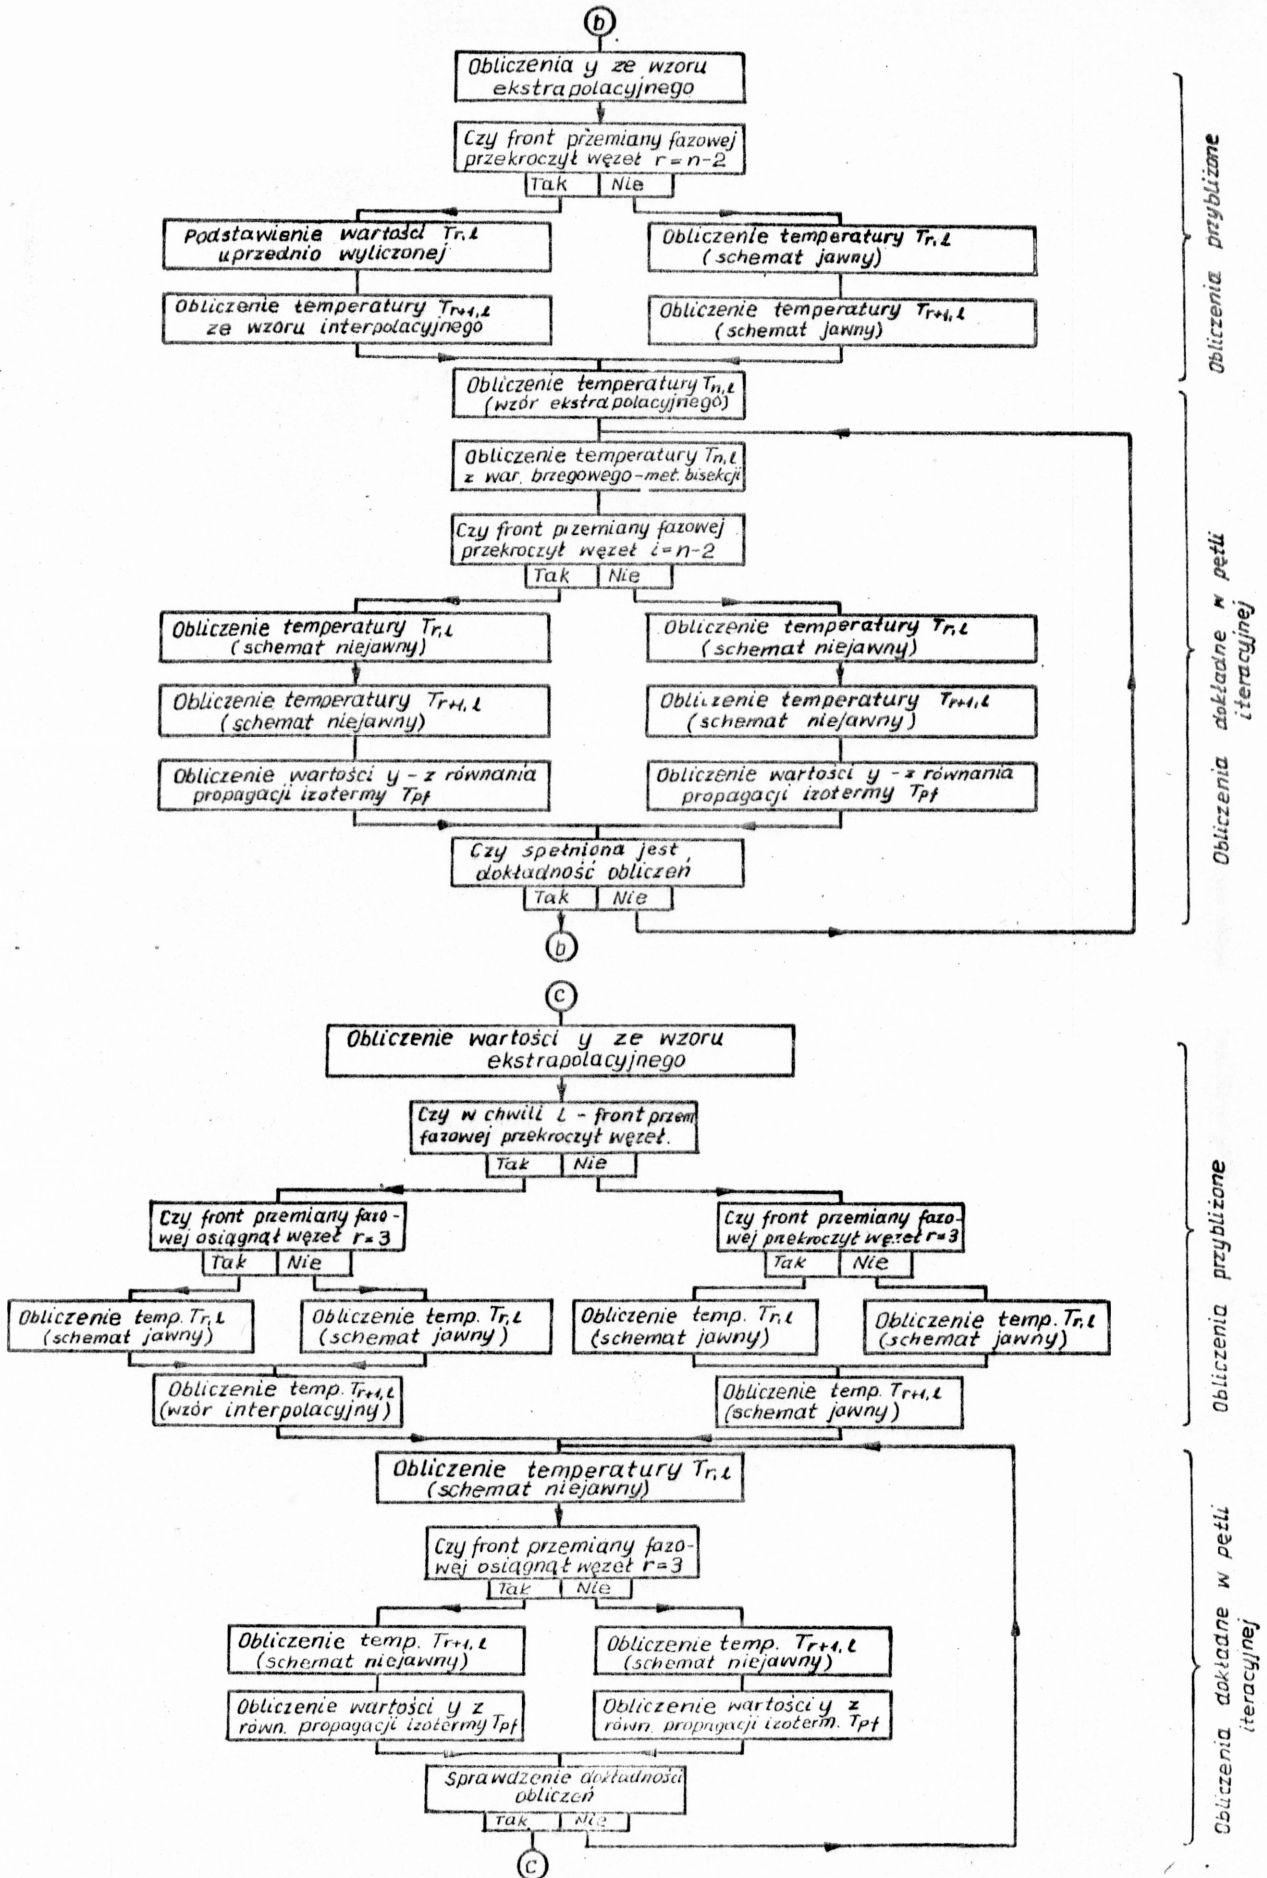 b
Obliczenia y ze wzoru
ekstrapolacyjnego
Czy front przemiany fazowej
przekroczył węzeł r = n-2
Tak Nie
Podstawienie wartości Tr,l
uprzednio wyliczonej
Obliczenie temperatury Tr,l
(schemat jawny)
Obliczenie temperatury Tr+1,l
ze wzoru interpolacyjnego
Obliczenie temperatury Tr+1,l
(schemat jawny)
Obliczenia przybliżone
Obliczenie temperatury Tn,l
(wzór ekstrapolacyjnego)
Obliczenie temperatury Tn,l
z war. brzegowego-met. bisekcji
Czy front przemiany fazowej
przekroczył węzeł i=n-2
Tak Nie
Obliczenie temperatury Tr,l
(schemat niejawny)
Obliczenie temperatury Tr,l
(schemat niejawny)
Obliczenie temperatury Tr+1,l
(schemat niejawny)
Obliczenie temperatury Tr+1,l
(schemat niejawny)
Obliczenie wartości y - z równania
propagacji izotermy Tpf
Obliczenie wartości y - z równania
propagacji izotermy Tpf
Czy spełniona jest
dokładność obliczeń
Tak Nie
b
Obliczenia dokładne w pętli
iteracyjnej
c
Obliczenie wartości y ze wzoru
ekstrapolacyjnego
Czy w chwili l - front przem
fazowej przekroczył węzeł.
Tak Nie
Czy front przemiany fazo-
wej osiągnął węzeł r=3
Tak Nie
Czy front przemiany fazo-
wej przekroczył węzeł r=3
Tak Nie
Obliczenie temp. Tr,l
(schemat jawny)
Obliczenie temp. Tr,l
(schemat jawny)
Obliczenie temp. Tr,l
(schemat jawny)
Obliczenie temp. Tr,l
(schemat jawny)
Obliczenie temp. Tr+1,l
(wzór interpolacyjny)
Obliczenie temp. Tr+1,l
(schemat jawny)
Obliczenia przybliżone
Obliczenie temperatury Tr,l
(schemat niejawny)
Czy front przemiany fazo-
wej osiągnął węzeł r=3
Tak Nie
Obliczenie temp. Tr+1,l
(schemat niejawny)
Obliczenie temp. Tr+1,l
(schemat niejawny)
Obliczenie wartości y z
równ. propagacji izotermy Tpf
Obliczenie wartości y z
równ. propagacji izoterm. Tpf
Sprawdzenie dokładności
obliczeń
Tak Nie
c
Obliczenia dokładne w pętli
iteracyjnej